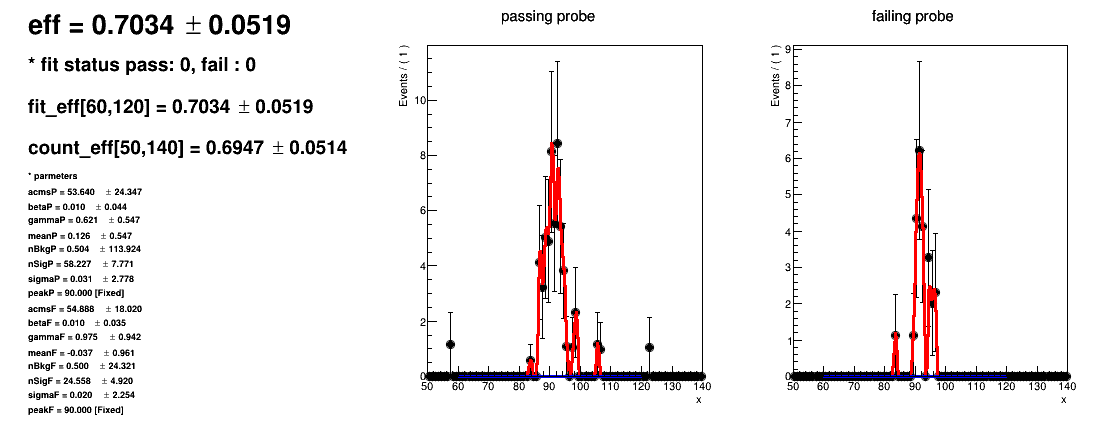 eff = 0.7034 ± 0.0519
* fit status pass: 0, fail : 0
fit_eff[60,120] = 0.7034 ± 0.0519
count_eff[50,140] = 0.6947 ± 0.0514
* parmeters
acmsP = 53.640 ± 24.347
betaP = 0.010 ± 0.044
gammaP = 0.621 ± 0.547
meanP = 0.126 ± 0.547
nBkgP = 0.504 ± 113.924
nSigP = 58.227 ± 7.771
sigmaP = 0.031 ± 2.778
peakP = 90.000 [Fixed]
acmsF = 54.888 ± 18.020
betaF = 0.010 ± 0.035
gammaF = 0.975 ± 0.942
meanF = -0.037 ± 0.961
nBkgF = 0.500 ± 24.321
nSigF = 24.558 ± 4.920
sigmaF = 0.020 ± 2.254
peakF = 90.000 [Fixed]
passing probe
Events / ( 1 )
10
8
6
4
2
0
50 60 70 80 90 100 110 120 130 140
x
failing probe
Events / ( 1 )
9
8
7
6
5
4
3
2
1
0
50 60 70 80 90 100 110 120 130 140
x